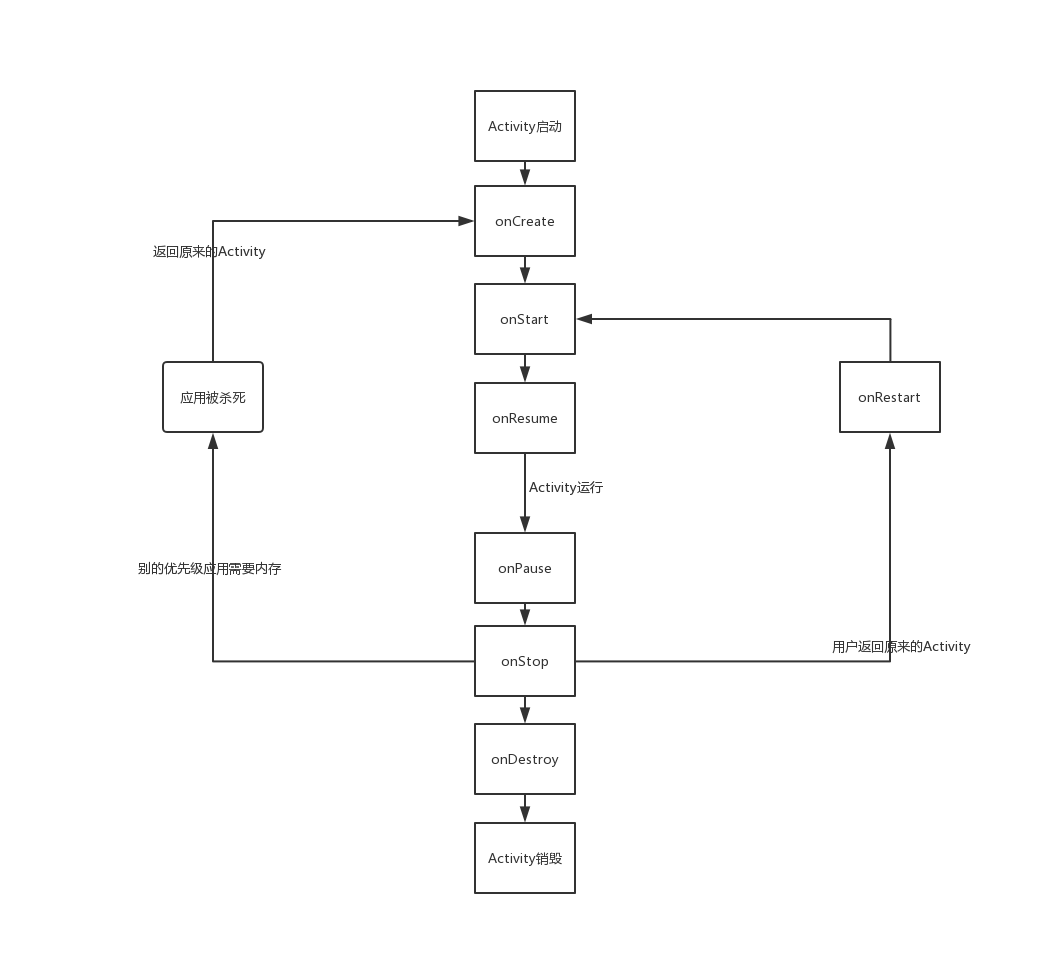 Activity启动
onCreate
返回原来的Activity
onStart
应用被杀死
onResume
onRestart
Activity运行
onPause
别的优先级应用需要内存
用户返回原来的Activity
onStop
onDestroy
Activity销毁